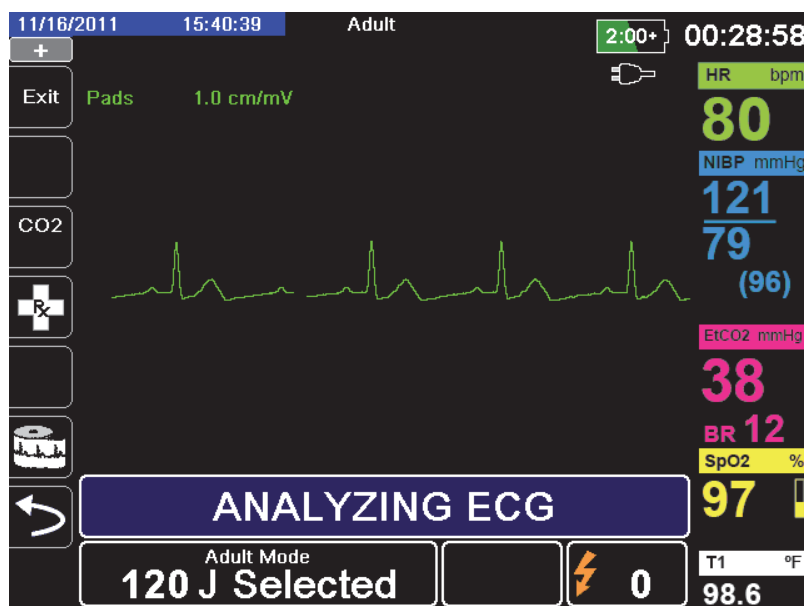 11/16/2011 15:40:39 Adult 2:00+ 00:28:58
+
Exit
Pads 1.0 cm/mV
CO2
Rx
HR bpm
80
NIBP mmHg
121
79
(96)
EtCO2 mmHg
38
BR 12
SpO2 %
97
T1 ºF
98.6
ANALYZING ECG
Adult Mode
120 J Selected
0